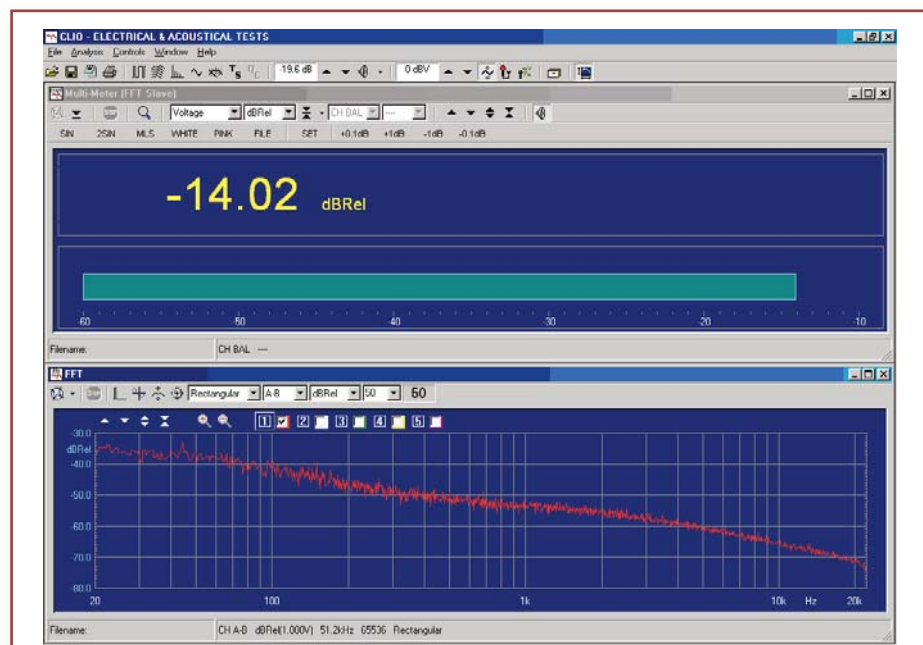 CLIO - ELECTRICAL & ACOUSTICAL TESTS
File Analysis Controls Window Help
-19.6 dB 0 dBV
Multi-Meter (FFT Slave)
Voltage dBRel CH BAL ---
SIN 2SIN MLS WHITE PINK FILE SET +0.1dB +1dB -1dB -0.1dB
-14.02 dBRel
-60 -50 -40 -30 -20 -10
Filename: CH BAL ---
FFT
Rectangular A-B dBRel 50 50
1 2 3 4 5
-30.0
dBRel
-40.0
-50.0
-60.0
-70.0
-80.0
20 100 1k 10k Hz 20k
Filename: CH A-B dBRel(1.000V) 51.2kHz 65536 Rectangular